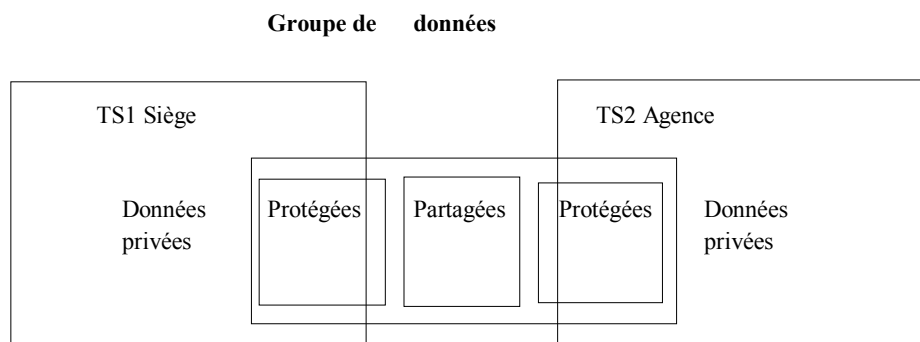 Groupe de données
TS1 Siège
TS2 Agence
Données
privées
Protégées
Partagées
Protégées
Données
privées